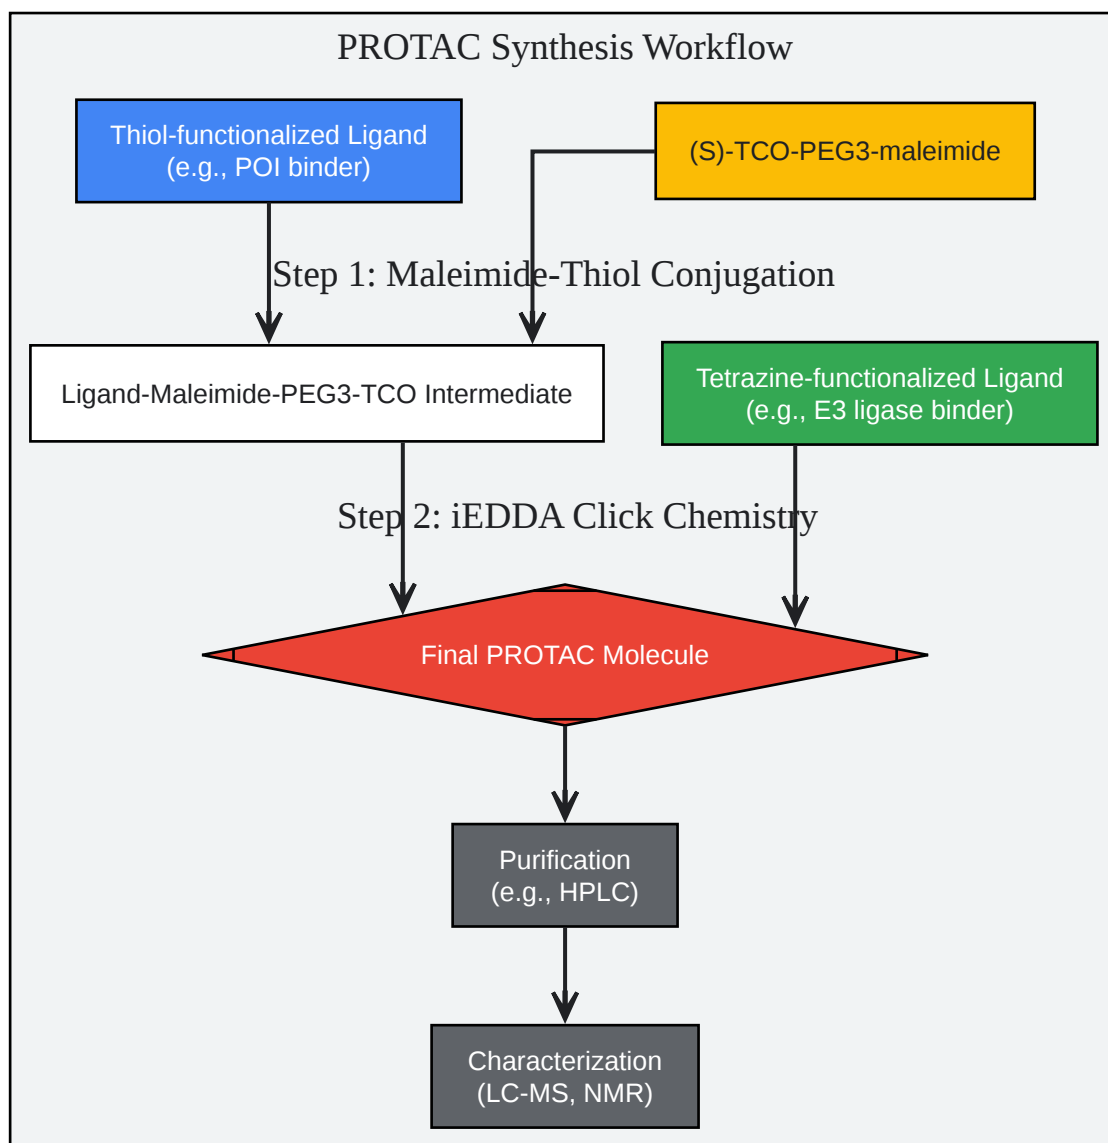 PROTAC Synthesis Workflow
Thiol-functionalized Ligand
(e.g., POI binder)
(S)-TCO-PEG3-maleimide
Step 1: Maleimide-Thiol Conjugation
Ligand-Maleimide-PEG3-TCO Intermediate
Tetrazine-functionalized Ligand
(e.g., E3 ligase binder)
Step 2: iEDDA Click Chemistry
Final PROTAC Molecule
Purification
(e.g., HPLC)
Characterization
(LC-MS, NMR)